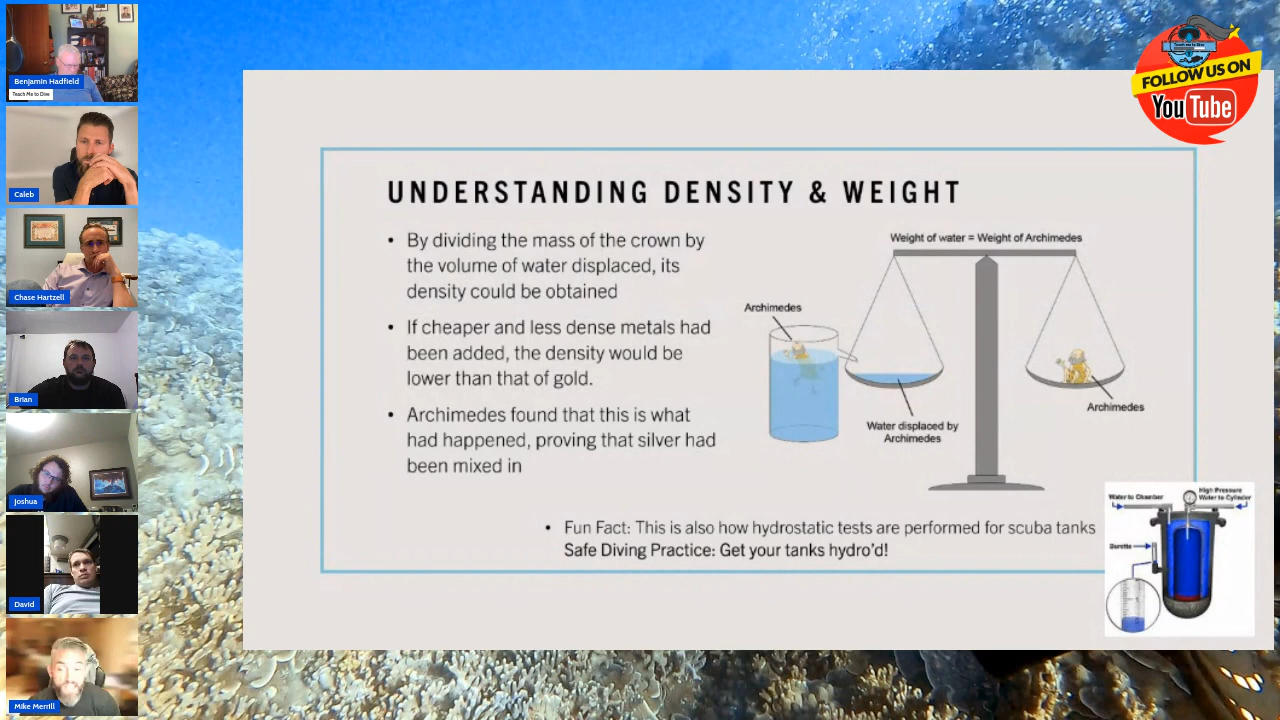 Benjamin Hadfield
Teach Me to Dive
Caleb
Chase Hartzell
Brian
Joshua
David
Mike Merrill
Teach me to Dive
FOLLOW US ON
YouTube
UNDERSTANDING DENSITY & WEIGHT
• By dividing the mass of the crown by
the volume of water displaced, its
density could be obtained
• If cheaper and less dense metals had
been added, the density would be
lower than that of gold.
• Archimedes found that this is what
had happened, proving that silver had
been mixed in
Weight of water = Weight of Archimedes
Archimedes
Water displaced by
Archimedes
Archimedes
• Fun Fact: This is also how hydrostatic tests are performed for scuba tanks
Safe Diving Practice: Get your tanks hydro'd!
Water to Chamber
High Pressure
Water to Cylinder
Burette